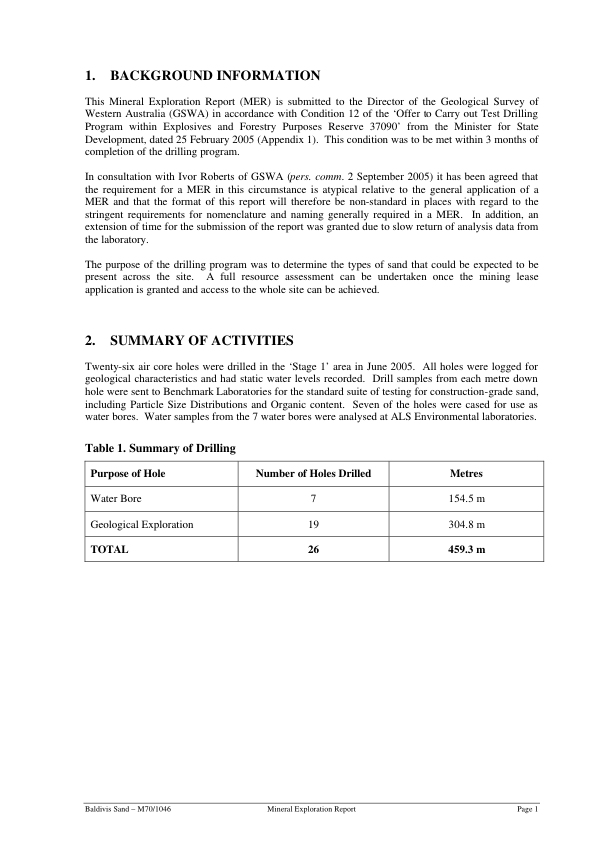 1. BACKGROUND INFORMATION
This Mineral Exploration Report (MER) is submitted to the Director of the Geological Survey of
Western Australia (GSWA) in accordance with Condition 12 of the ‘Offer to Carry out Test Drilling
Program within Explosives and Forestry Purposes Reserve 37090’ from the Minister for State
Development, dated 25 February 2005 (Appendix 1). This condition was to be met within 3 months of
completion of the drilling program.
In consultation with Ivor Roberts of GSWA (pers. comm. 2 September 2005) it has been agreed that
the requirement for a MER in this circumstance is atypical relative to the general application of a
MER and that the format of this report will therefore be non-standard in places with regard to the
stringent requirements for nomenclature and naming generally required in a MER. In addition, an
extension of time for the submission of the report was granted due to slow return of analysis data from
the laboratory.
The purpose of the drilling program was to determine the types of sand that could be expected to be
present across the site. A full resource assessment can be undertaken once the mining lease
application is granted and access to the whole site can be achieved.
2. SUMMARY OF ACTIVITIES
Twenty-six air core holes were drilled in the ‘Stage 1’ area in June 2005. All holes were logged for
geological characteristics and had static water levels recorded. Drill samples from each metre down
hole were sent to Benchmark Laboratories for the standard suite of testing for construction-grade sand,
including Particle Size Distributions and Organic content. Seven of the holes were cased for use as
water bores. Water samples from the 7 water bores were analysed at ALS Environmental laboratories.
Table 1. Summary of Drilling
Purpose of Hole Number of Holes Drilled Metres
Water Bore 7 154.5 m
Geological Exploration 19 304.8 m
TOTAL 26 459.3 m
Baldivis Sand – M70/1046 Mineral Exploration Report Page 1